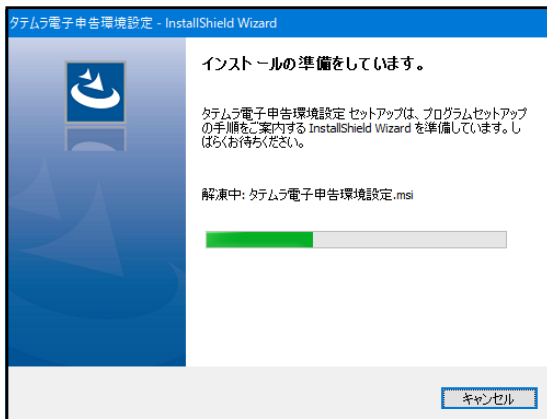 タテムラ電子申告環境設定 - InstallShield Wizard
インストールの準備をしています。
タテムラ電子申告環境設定 セットアップは、プログラムセットアップ
の手順をご案内する InstallShield Wizard を準備しています。し
ばらくお待ちください。
解凍中: タテムラ電子申告環境設定.msi
キャンセル